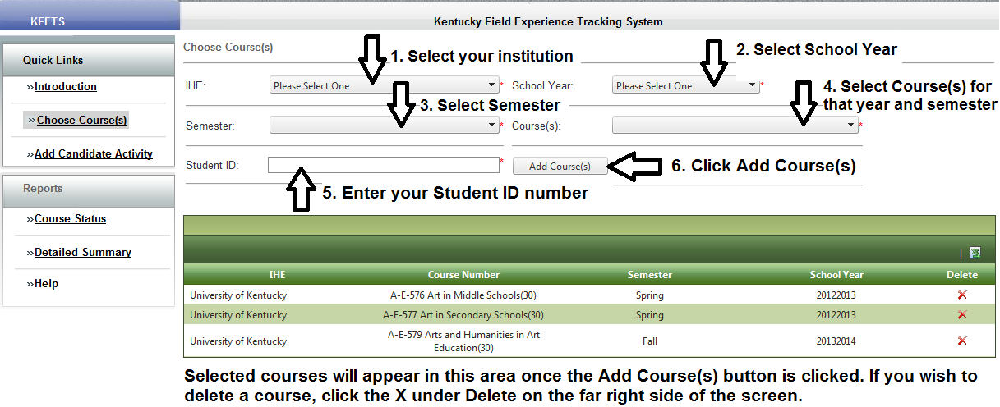 KFETS
Kentucky Field Experience Tracking System
Quick Links
»Introduction
»Choose Course(s)
»Add Candidate Activity
Reports
»Course Status
»Detailed Summary
»Help
Choose Course(s)
1. Select your institution
2. Select School Year
IHE: Please Select One * School Year: Please Select One *
3. Select Semester
4. Select Course(s) for
that year and semester
Semester: * Course(s): *
Student ID: * Add Course(s)
6. Click Add Course(s)
5. Enter your Student ID number
|
IHE Course Number Semester School Year Delete
University of Kentucky A-E-576 Art in Middle Schools(30) Spring 20122013
University of Kentucky A-E-577 Art in Secondary Schools(30) Spring 20122013
University of Kentucky A-E-579 Arts and Humanities in Art Fall 20132014
Education(30)
Selected courses will appear in this area once the Add Course(s) button is clicked. If you wish to
delete a course, click the X under Delete on the far right side of the screen.